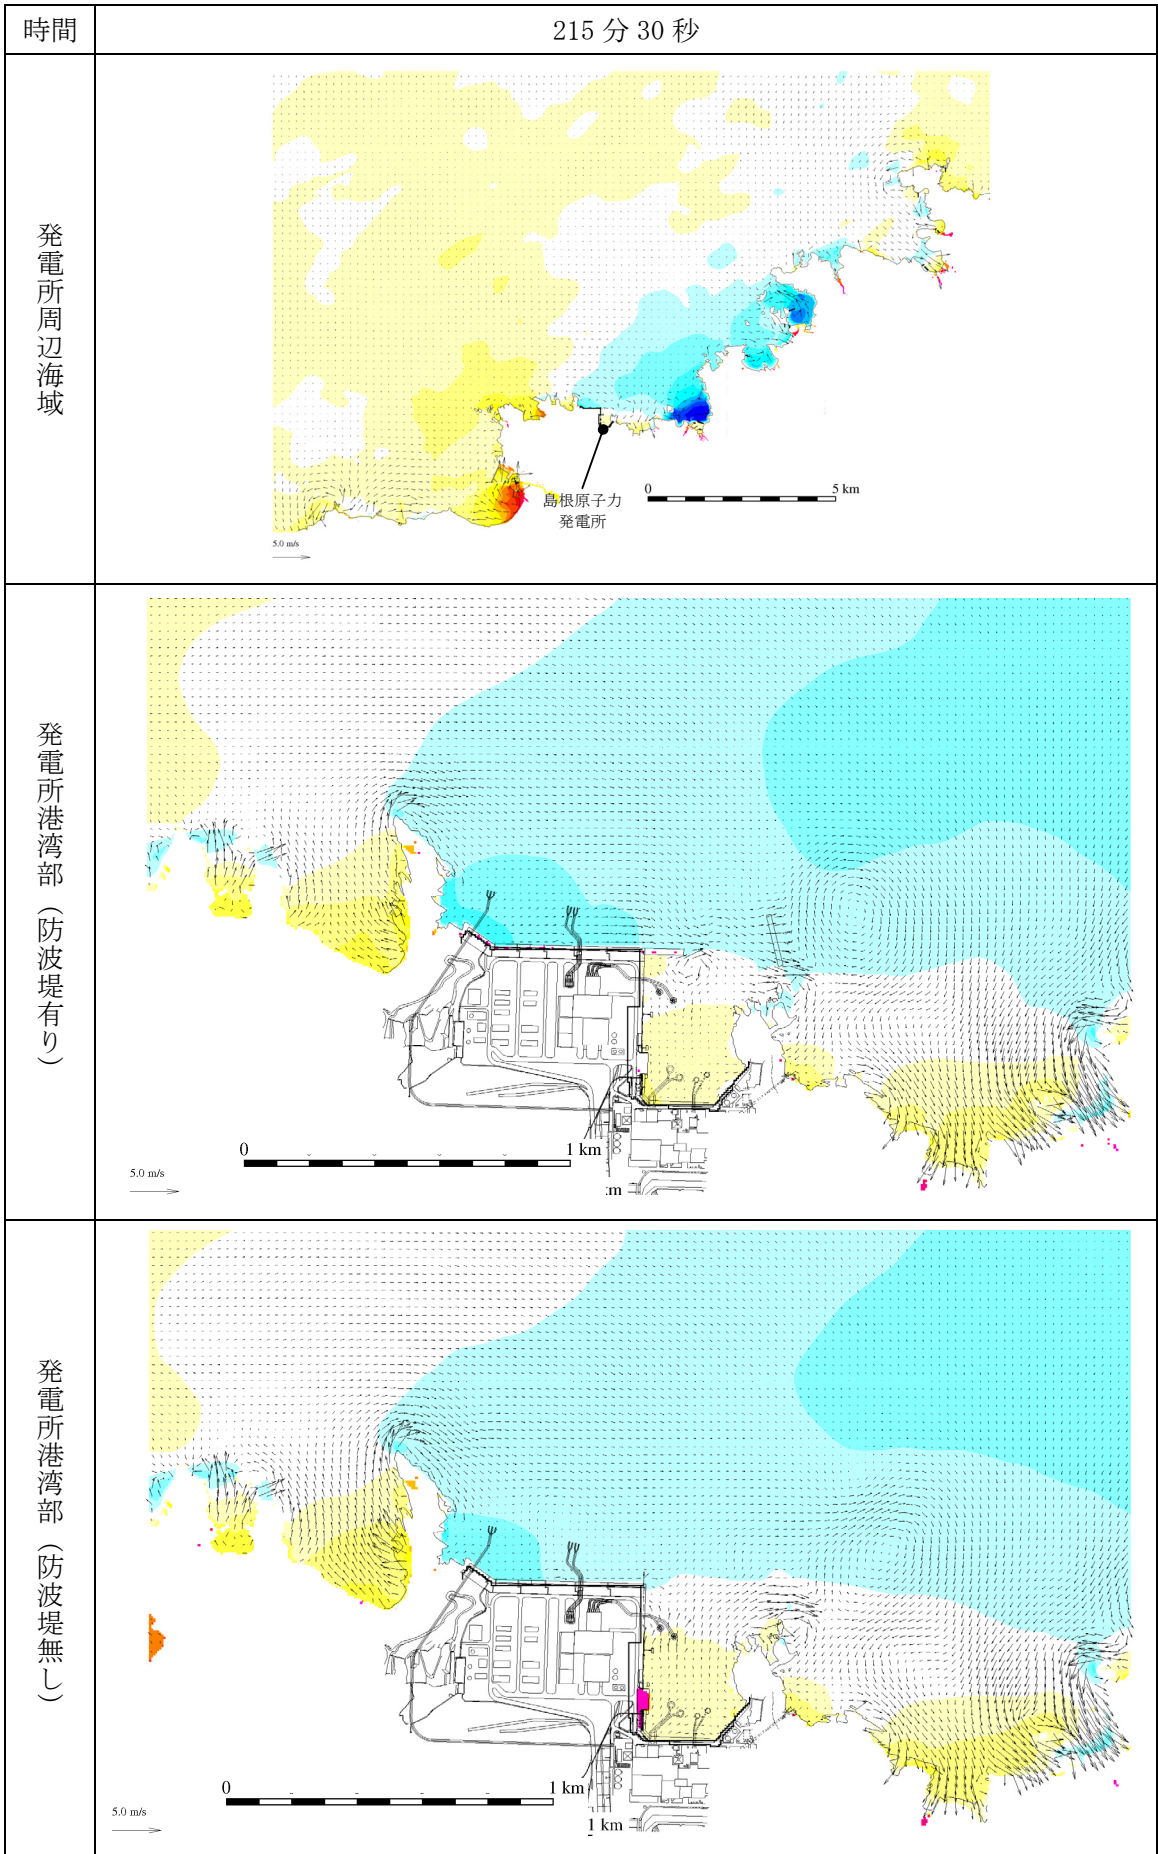 時間
215 分 30 秒
発電所周辺海域
島根原子力
発電所
0 5 km
5.0 m/s
発電所港湾部（防波堤有り）
0 1 km
5.0 m/s
:m
発電所港湾部（防波堤無し）
0 1 km
5.0 m/s
1 km